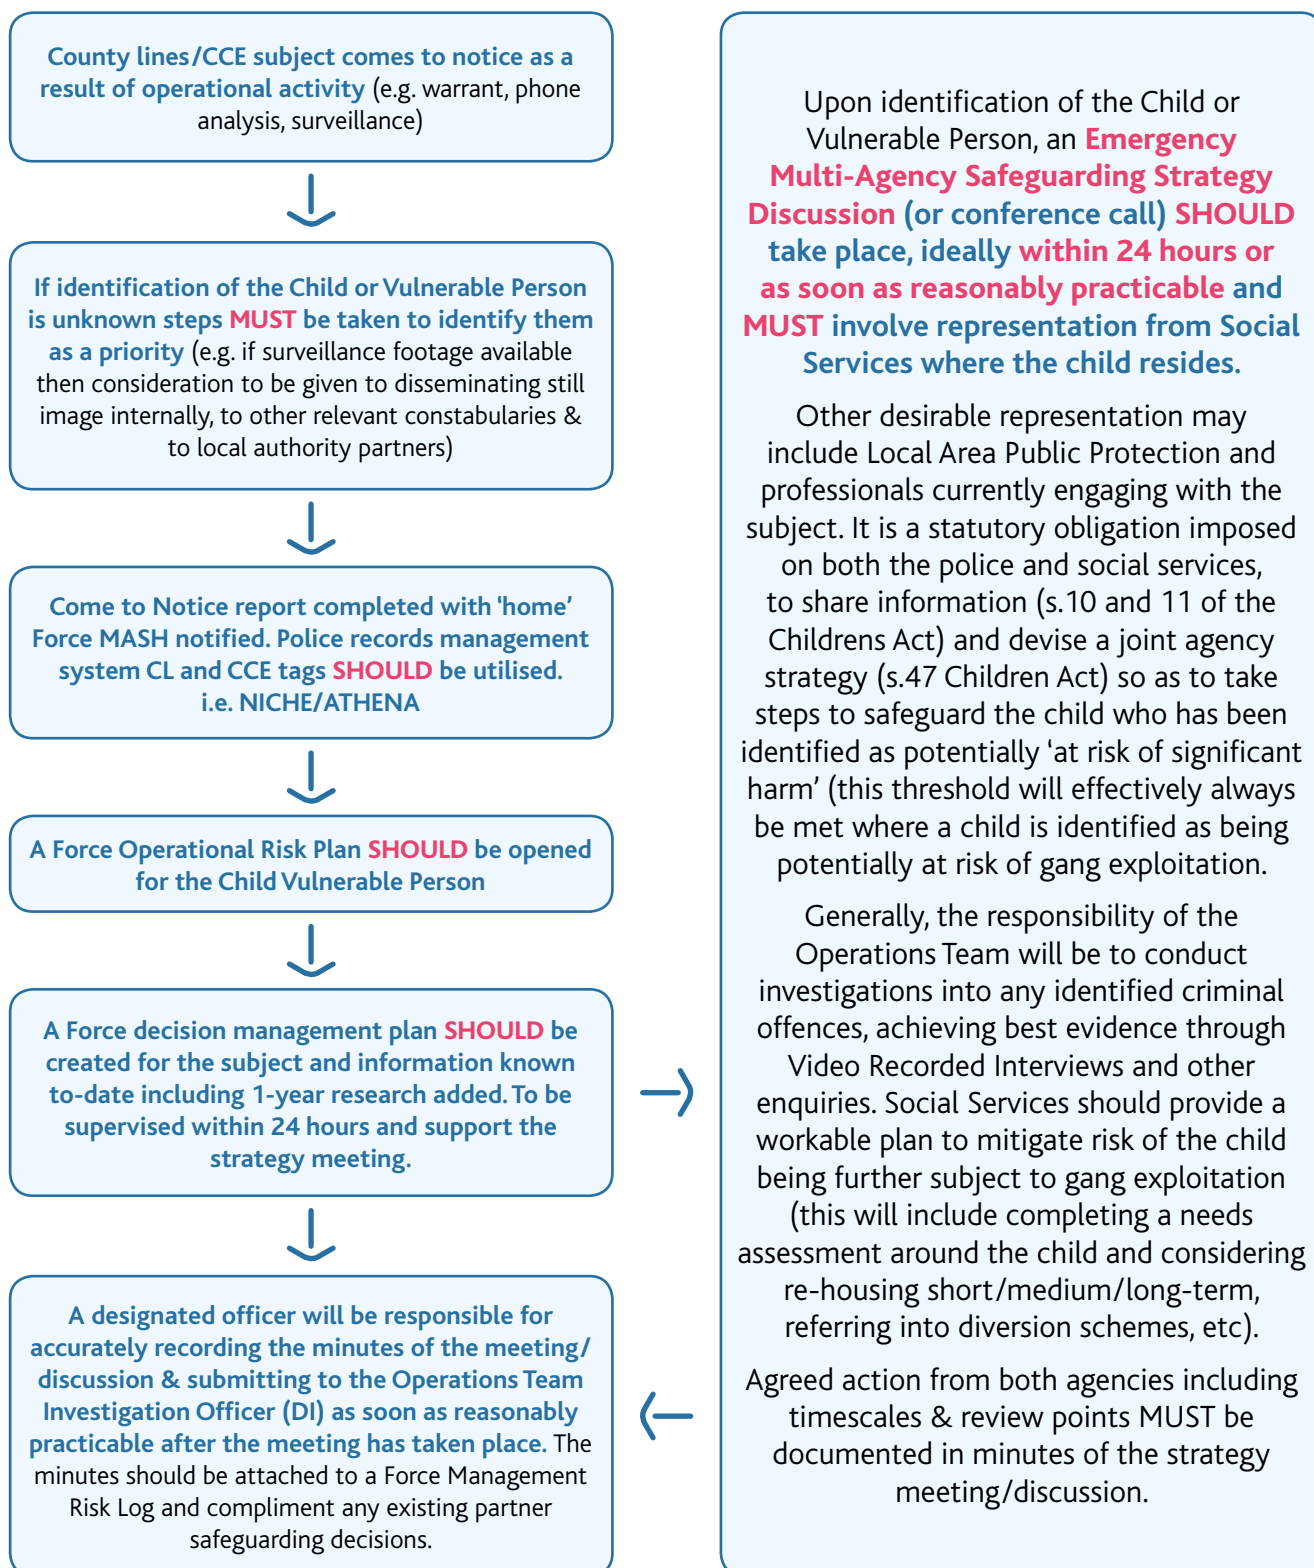 County lines/CCE subject comes to notice as a
result of operational activity (e.g. warrant, phone
analysis, surveillance)
If identification of the Child or Vulnerable Person
is unknown steps MUST be taken to identify them
as a priority (e.g. if surveillance footage available
then consideration to be given to disseminating still
image internally, to other relevant constabularies &
to local authority partners)
Come to Notice report completed with ‘home’
Force MASH notified. Police records management
system CL and CCE tags SHOULD be utilised.
i.e. NICHE/ATHENA
A Force Operational Risk Plan SHOULD be opened
for the Child Vulnerable Person
A Force decision management plan SHOULD be
created for the subject and information known
to-date including 1-year research added. To be
supervised within 24 hours and support the
strategy meeting.
Upon identification of the Child or
Vulnerable Person, an Emergency
Multi-Agency Safeguarding Strategy
Discussion (or conference call) SHOULD
take place, ideally within 24 hours or
as soon as reasonably practicable and
MUST involve representation from Social
Services where the child resides.
Other desirable representation may
include Local Area Public Protection and
professionals currently engaging with the
subject. It is a statutory obligation imposed
on both the police and social services,
to share information (s.10 and 11 of the
Childrens Act) and devise a joint agency
strategy (s.47 Children Act) so as to take
steps to safeguard the child who has been
identified as potentially ‘at risk of significant
harm’ (this threshold will effectively always
be met where a child is identified as being
potentially at risk of gang exploitation.
Generally, the responsibility of the
Operations Team will be to conduct
investigations into any identified criminal
offences, achieving best evidence through
Video Recorded Interviews and other
enquiries. Social Services should provide a
workable plan to mitigate risk of the child
being further subject to gang exploitation
(this will include completing a needs
assessment around the child and considering
re-housing short/medium/long-term,
referring into diversion schemes, etc).
Agreed action from both agencies including
timescales & review points MUST be
documented in minutes of the strategy
meeting/discussion.
A designated officer will be responsible for
accurately recording the minutes of the meeting/
discussion & submitting to the Operations Team
Investigation Officer (DI) as soon as reasonably
practicable after the meeting has taken place. The
minutes should be attached to a Force Management
Risk Log and compliment any existing partner
safeguarding decisions.